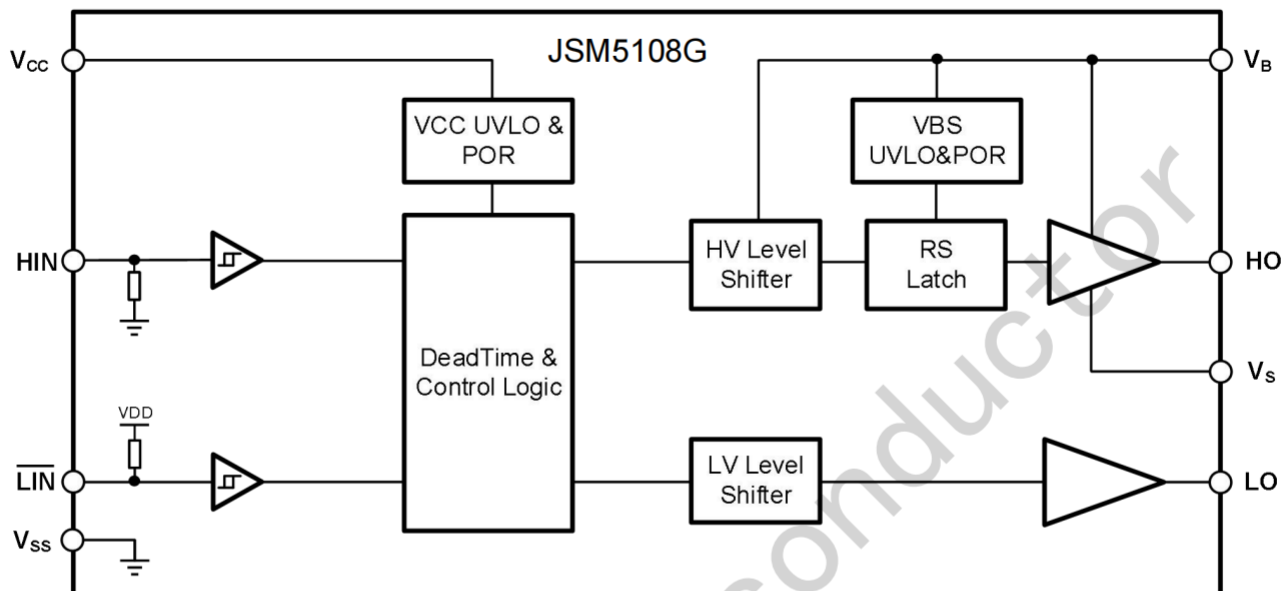 JSM5108G
VCC
VB
VCC UVLO &
POR
VBS
UVLO&POR
HIN
HV Level
Shifter
RS
Latch
HO
DeadTime &
Control Logic
VS
VDD
LIN
LV Level
Shifter
LO
VSS
conductor